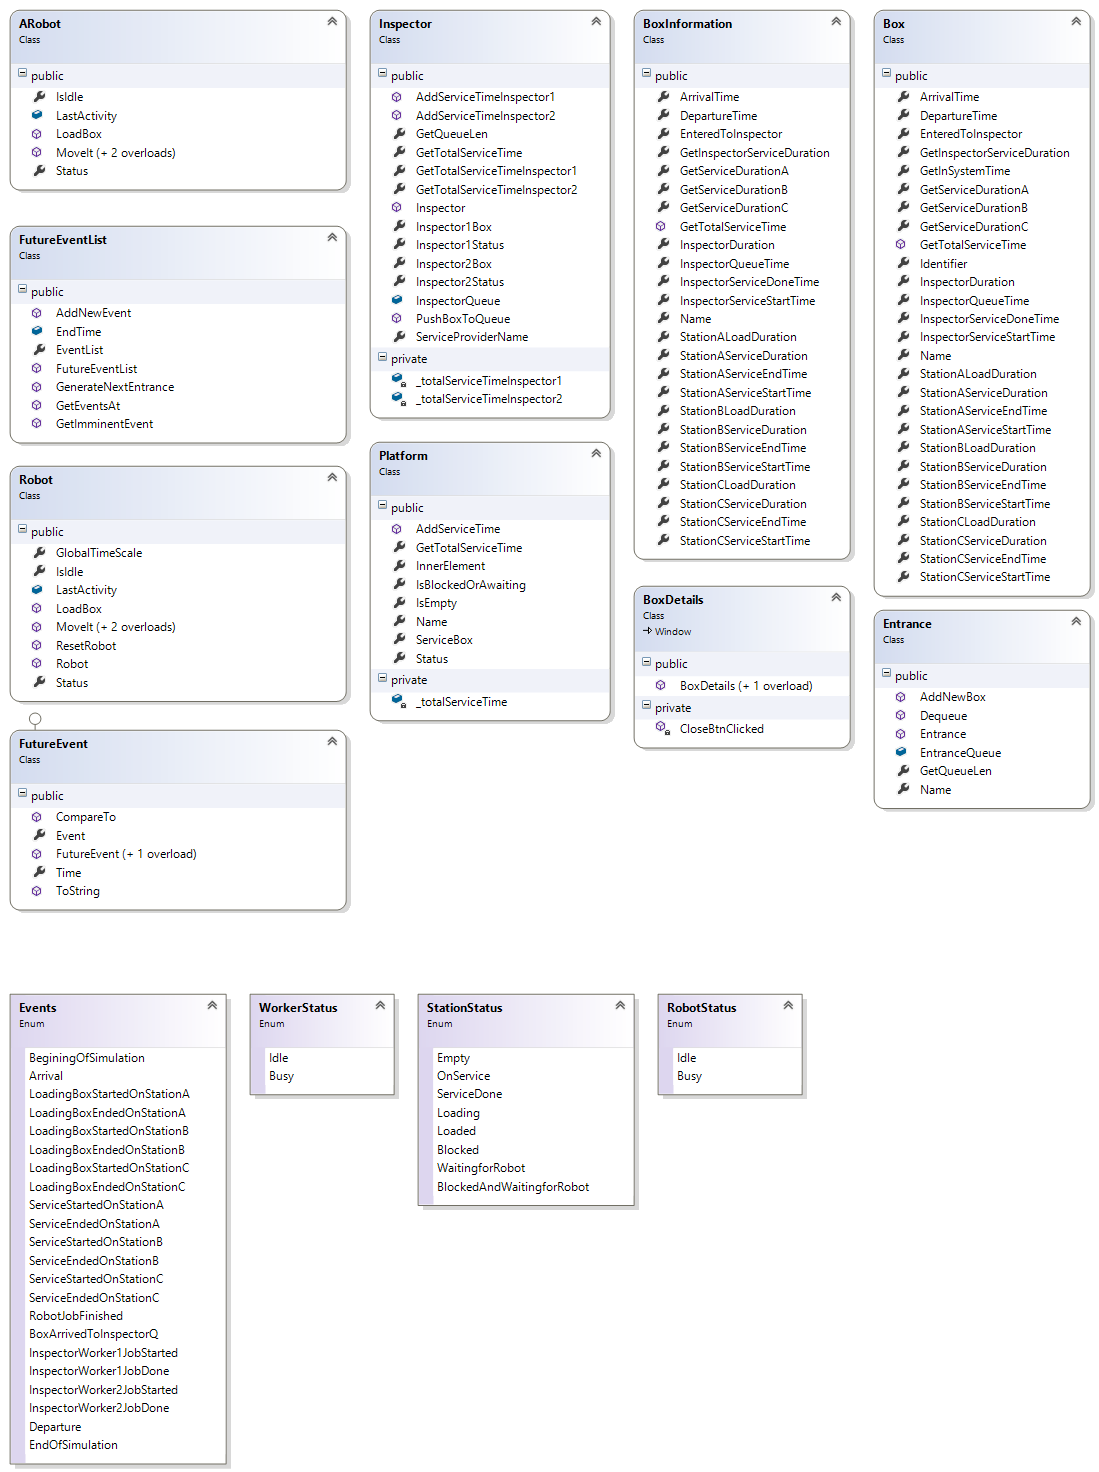 ARobot
Class
public
IsIdle
LastActivity
LoadBox
MoveIt (+ 2 overloads)
Status
FutureEventList
Class
public
AddNewEvent
EndTime
EventList
FutureEventList
GenerateNextEntrance
GetEventsAt
GetImminentEvent
Robot
Class
public
GlobalTimeScale
IsIdle
LastActivity
LoadBox
MoveIt (+ 2 overloads)
ResetRobot
Robot
Status
FutureEvent
Class
public
CompareTo
Event
FutureEvent (+ 1 overload)
Time
ToString
Inspector
Class
public
AddServiceTimeInspector1
AddServiceTimeInspector2
GetQueueLen
GetTotalServiceTime
GetTotalServiceTimeInspector1
GetTotalServiceTimeInspector2
Inspector
Inspector1Box
Inspector1Status
Inspector2Box
Inspector2Status
InspectorQueue
PushBoxToQueue
ServiceProviderName
private
_totalServiceTimeInspector1
_totalServiceTimeInspector2
Platform
Class
public
AddServiceTime
GetTotalServiceTime
InnerElement
IsBlockedOrAwaiting
IsEmpty
Name
ServiceBox
Status
private
_totalServiceTime
BoxInformation
Class
public
ArrivalTime
DepartureTime
EnteredToInspector
GetInspectorServiceDuration
GetServiceDurationA
GetServiceDurationB
GetServiceDurationC
GetTotalServiceTime
InspectorDuration
InspectorQueueTime
InspectorServiceDoneTime
InspectorServiceStartTime
Name
StationALoadDuration
StationAServiceDuration
StationAServiceEndTime
StationAServiceStartTime
StationBLoadDuration
StationBServiceDuration
StationBServiceEndTime
StationBServiceStartTime
StationCLoadDuration
StationCServiceDuration
StationCServiceEndTime
StationCServiceStartTime
BoxDetails
Class
Window
public
BoxDetails (+ 1 overload)
private
CloseBtnClicked
Box
Class
public
ArrivalTime
DepartureTime
EnteredToInspector
GetInspectorServiceDuration
GetInSystemTime
GetServiceDurationA
GetServiceDurationB
GetServiceDurationC
GetTotalServiceTime
Identifier
InspectorDuration
InspectorQueueTime
InspectorServiceDoneTime
InspectorServiceStartTime
Name
StationALoadDuration
StationAServiceDuration
StationAServiceEndTime
StationAServiceStartTime
StationBLoadDuration
StationBServiceDuration
StationBServiceEndTime
StationBServiceStartTime
StationCLoadDuration
StationCServiceDuration
StationCServiceEndTime
StationCServiceStartTime
Entrance
Class
public
AddNewBox
Dequeue
Entrance
EntranceQueue
GetQueueLen
Name
Events
Enum
BeginingOfSimulation
Arrival
LoadingBoxStartedOnStationA
LoadingBoxEndedOnStationA
LoadingBoxStartedOnStationB
LoadingBoxEndedOnStationB
LoadingBoxStartedOnStationC
LoadingBoxEndedOnStationC
ServiceStartedOnStationA
ServiceEndedOnStationA
ServiceStartedOnStationB
ServiceEndedOnStationB
ServiceStartedOnStationC
ServiceEndedOnStationC
RobotJobFinished
BoxArrivedToInspectorQ
InspectorWorker1JobStarted
InspectorWorker1JobDone
InspectorWorker2JobStarted
InspectorWorker2JobDone
Departure
EndOfSimulation
WorkerStatus
Enum
Idle
Busy
StationStatus
Enum
Empty
OnService
ServiceDone
Loading
Loaded
Blocked
WaitingforRobot
BlockedAndWaitingforRobot
RobotStatus
Enum
Idle
Busy